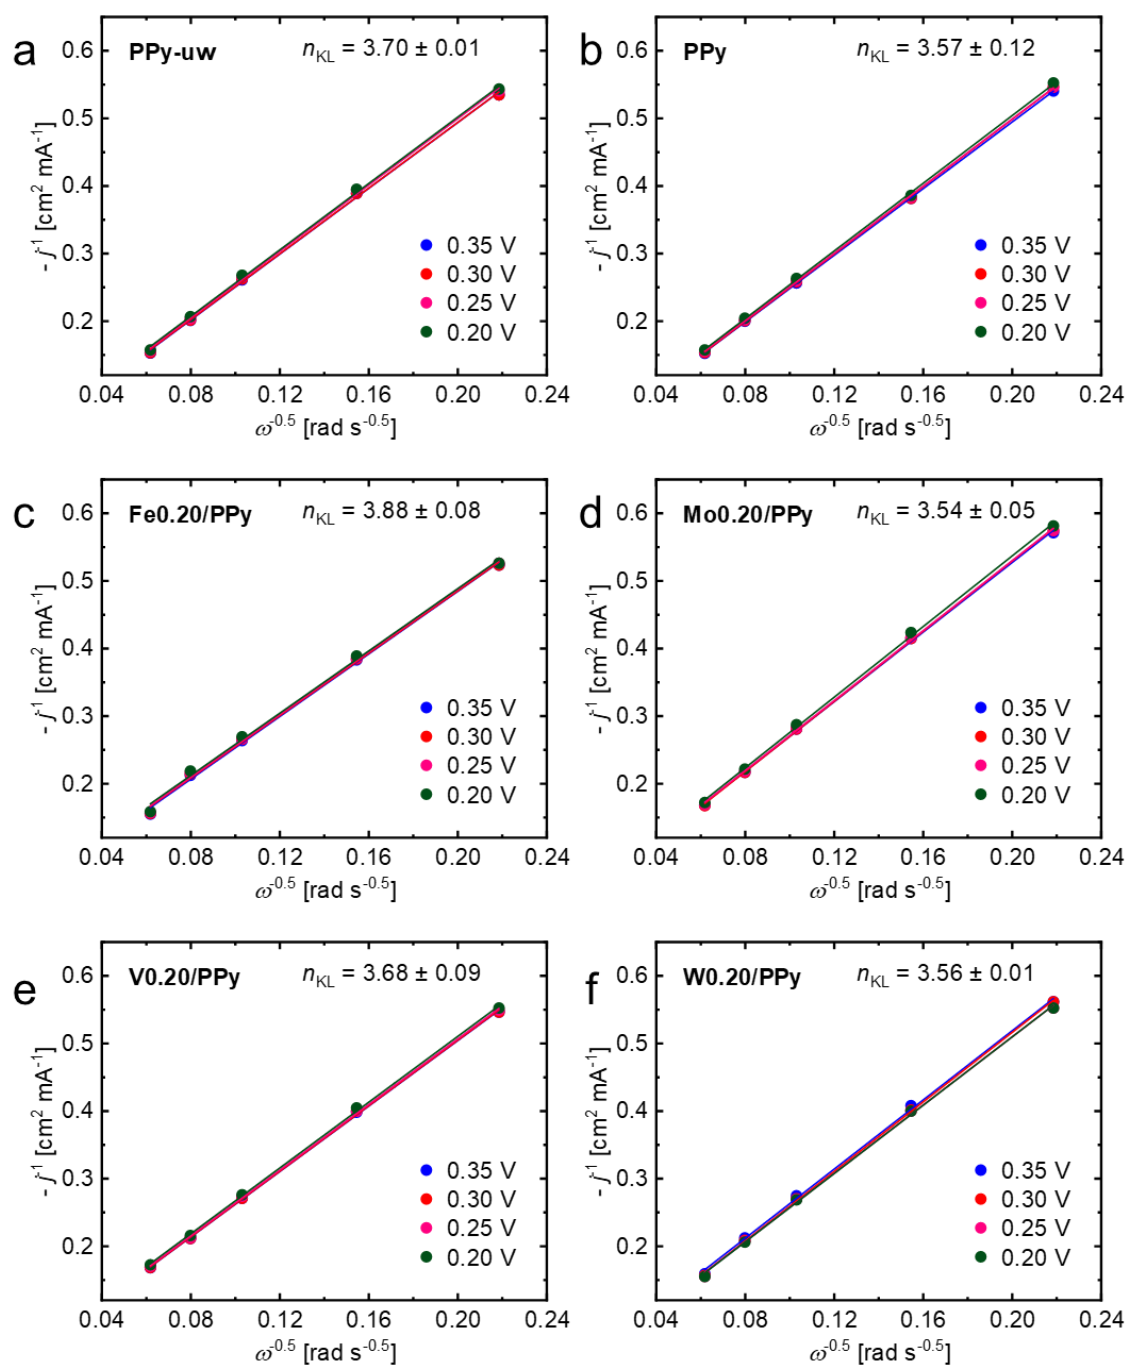 a
PPy-uw
nKL = 3.70 ± 0.01
- j-1 [cm2 mA-1]
0.6
0.5
0.4
0.3
0.2
0.35 V
0.30 V
0.25 V
0.20 V
0.04 0.08 0.12 0.16 0.20 0.24
ω-0.5 [rad s-0.5]
b
PPy
nKL = 3.57 ± 0.12
- j-1 [cm2 mA-1]
0.6
0.5
0.4
0.3
0.2
0.35 V
0.30 V
0.25 V
0.20 V
0.04 0.08 0.12 0.16 0.20 0.24
ω-0.5 [rad s-0.5]
c
Fe0.20/PPy
nKL = 3.88 ± 0.08
- j-1 [cm2 mA-1]
0.6
0.5
0.4
0.3
0.2
0.35 V
0.30 V
0.25 V
0.20 V
0.04 0.08 0.12 0.16 0.20 0.24
ω-0.5 [rad s-0.5]
d
Mo0.20/PPy
nKL = 3.54 ± 0.05
- j-1 [cm2 mA-1]
0.6
0.5
0.4
0.3
0.2
0.35 V
0.30 V
0.25 V
0.20 V
0.04 0.08 0.12 0.16 0.20 0.24
ω-0.5 [rad s-0.5]
e
V0.20/PPy
nKL = 3.68 ± 0.09
- j-1 [cm2 mA-1]
0.6
0.5
0.4
0.3
0.2
0.35 V
0.30 V
0.25 V
0.20 V
0.04 0.08 0.12 0.16 0.20 0.24
ω-0.5 [rad s-0.5]
f
W0.20/PPy
nKL = 3.56 ± 0.01
- j-1 [cm2 mA-1]
0.6
0.5
0.4
0.3
0.2
0.35 V
0.30 V
0.25 V
0.20 V
0.04 0.08 0.12 0.16 0.20 0.24
ω-0.5 [rad s-0.5]